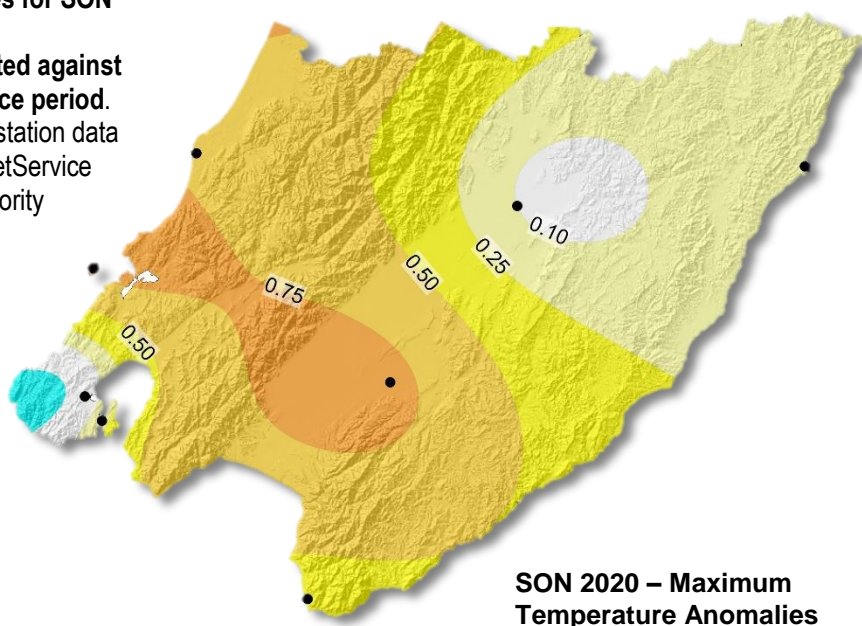 es for SON
ted against
ce period.
station data
etService
ority
0.10
0.25
0.50
0.75
0.50
SON 2020 – Maximum
Temperature Anomalies